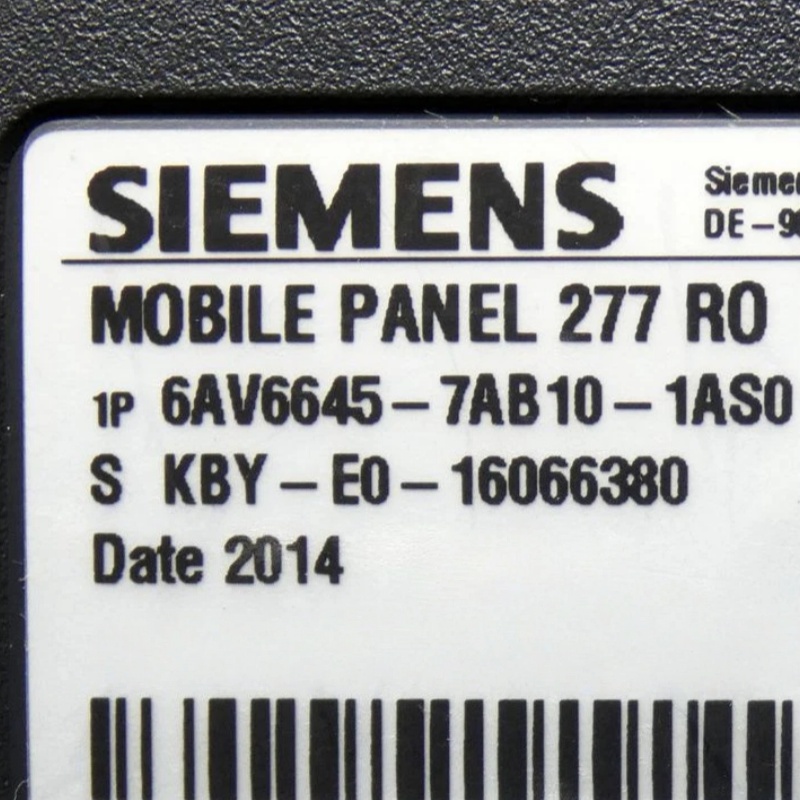 SIEMENS
MOBILE PANEL 277 RO
1P 6AV6645-7AB10-1AS0
S KBY-E0-16066380
Date 2014